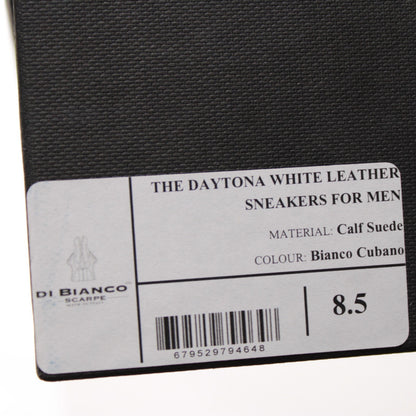 THE DAYTONA WHITE LEATHER
SNEAKERS FOR MEN
MATERIAL: Calf Suede
COLOUR: Bianco Cubano
DI BIANCO
SCARPE
8.5
679529794648